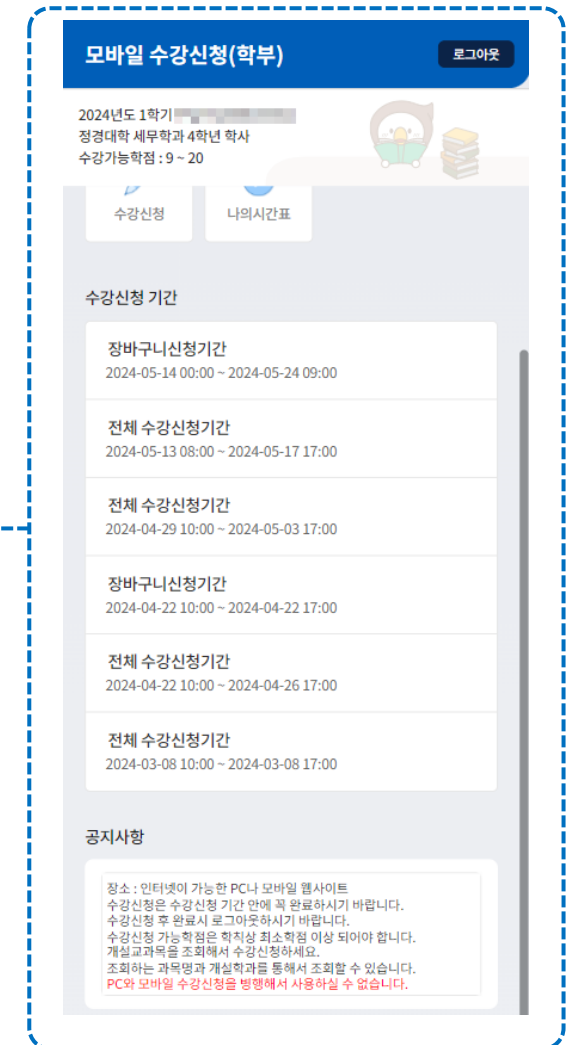 모바일 수강신청(학부)
로그아웃
2024년도 1학기
정경대학 세무학과 4학년 학사
수강가능학점 : 9 ~ 20
수강신청
나의시간표
수강신청 기간
장바구니신청기간
2024-05-14 00:00 ~ 2024-05-24 09:00
전체 수강신청기간
2024-05-13 08:00 ~ 2024-05-17 17:00
전체 수강신청기간
2024-04-29 10:00 ~ 2024-05-03 17:00
장바구니신청기간
2024-04-22 10:00 ~ 2024-04-22 17:00
전체 수강신청기간
2024-04-22 10:00 ~ 2024-04-26 17:00
전체 수강신청기간
2024-03-08 10:00 ~ 2024-03-08 17:00
공지사항
장소 : 인터넷이 가능한 PC나 모바일 웹사이트
수강신청은 수강신청 기간 안에 꼭 완료하시기 바랍니다.
수강신청 후 완료시 로그아웃하시기 바랍니다.
수강신청 가능학점은 학칙상 최소학점 이상 되어야 합니다.
개설교과목을 조회해서 수강신청하세요.
조회하는 과목명과 개설학과를 통해서 조회할 수 있습니다.
PC와 모바일 수강신청을 병행해서 사용하실 수 없습니다.